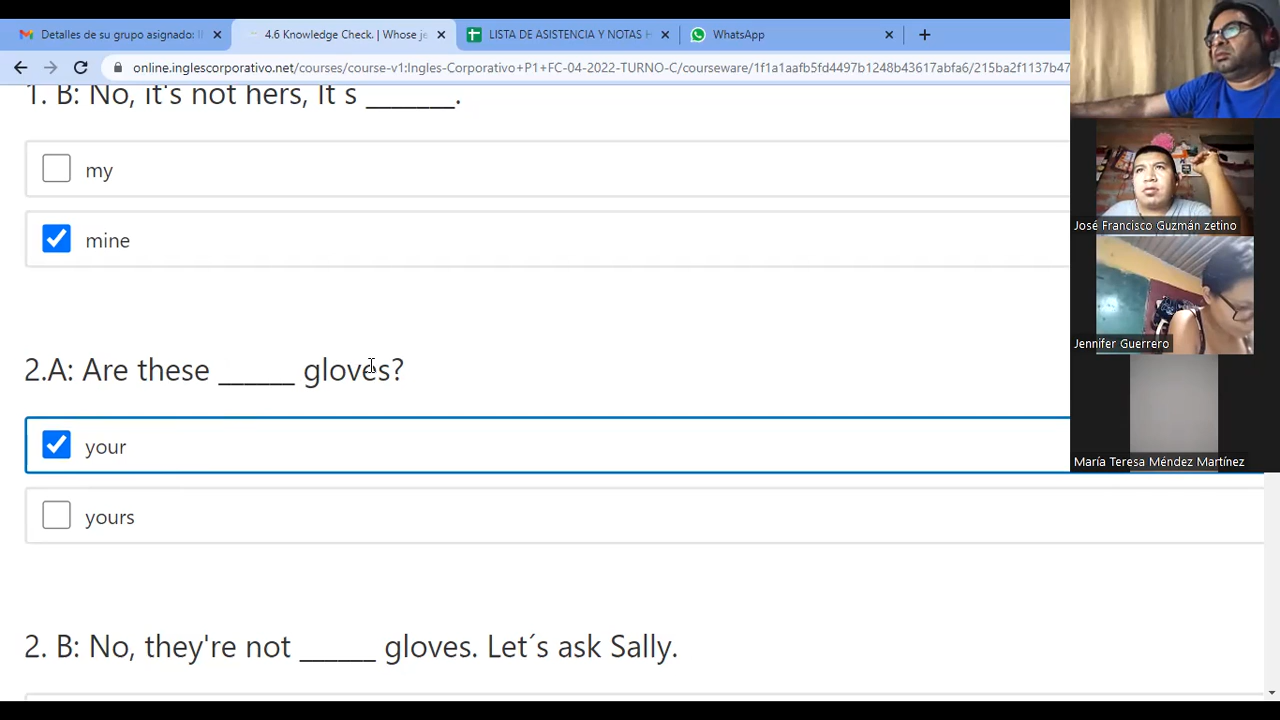 Detalles de su grupo asignado: I
4.6 Knowledge Check. | Whose je
LISTA DE ASISTENCIA Y NOTAS H
WhatsApp
online.inglescorporativo.net/courses/course-v1:Ingles-Corporativo+P1+FC-04-2022-TURNO-C/courseware/1f1a1aafb5fd4497b1248b43617abfa6/215ba2f1137b47
1. B: No, it's not hers, It s _______.
my
mine
2.A: Are these ______ gloves?
your
yours
2. B: No, they're not ______ gloves. Let´s ask Sally.
José Francisco Guzmán zetino
Jennifer Guerrero
María Teresa Méndez Martínez